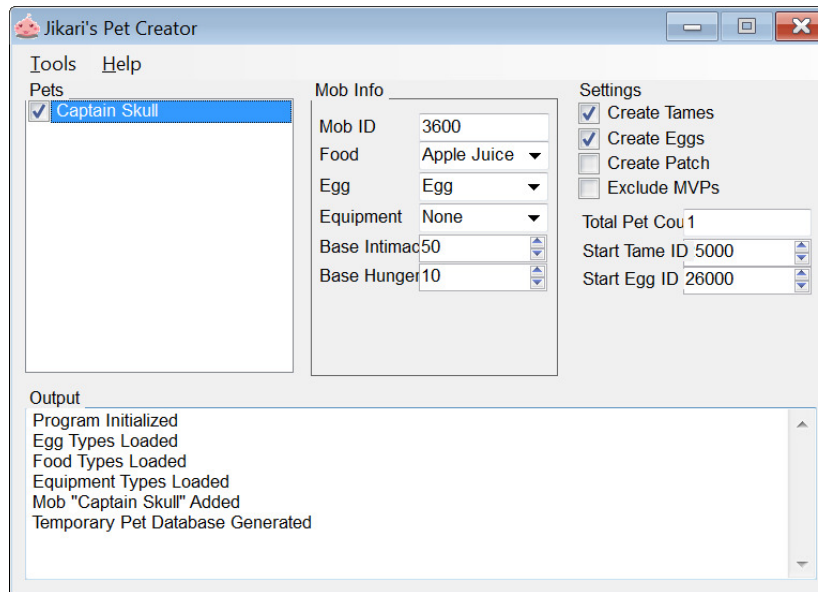 Jikari's Pet Creator
Tools Help
Pets
Captain Skull
Mob Info
Mob ID 3600
Food Apple Juice
Egg Egg
Equipment None
Base Intimac 50
Base Hunger 10
Settings
Create Tames
Create Eggs
Create Patch
Exclude MVPs
Total Pet Cou 1
Start Tame ID 5000
Start Egg ID 26000
Output
Program Initialized
Egg Types Loaded
Food Types Loaded
Equipment Types Loaded
Mob "Captain Skull" Added
Temporary Pet Database Generated